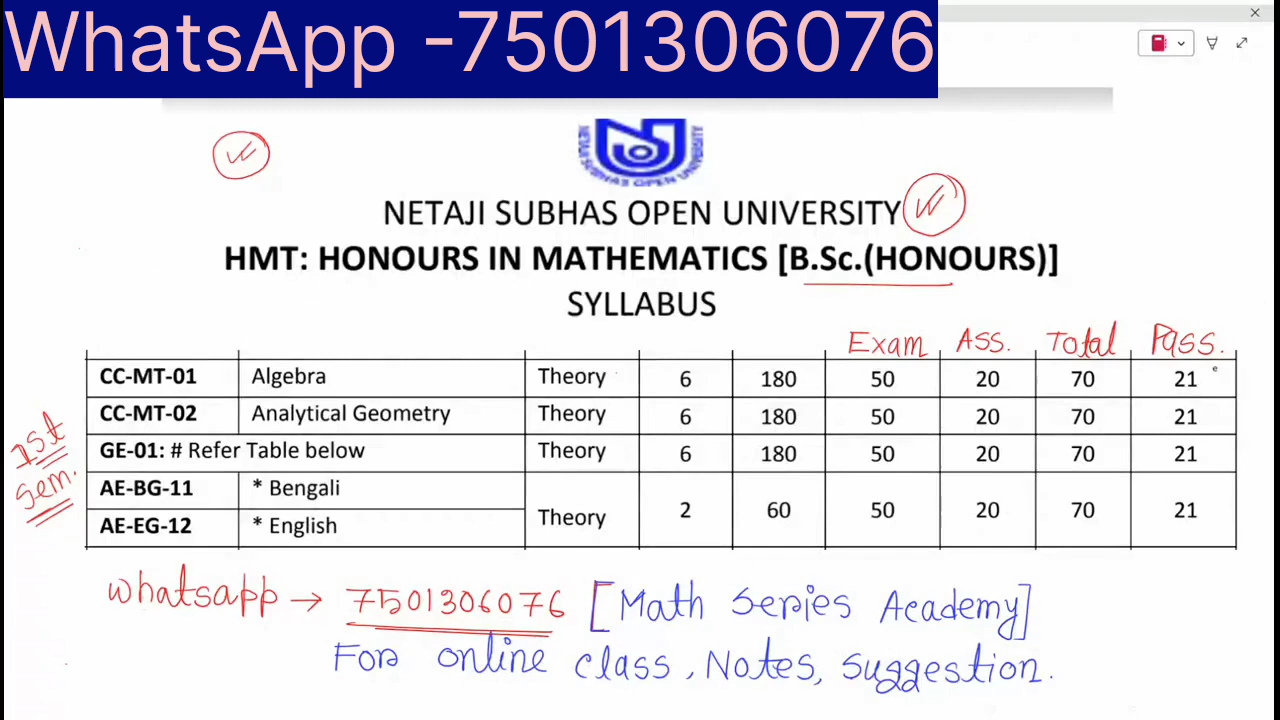 WhatsApp -7501306076
NETAJI SUBHAS OPEN UNIVERSITY
NETAJI SUBHAS OPEN UNIVERSITY
HMT: HONOURS IN MATHEMATICS [B.Sc.(HONOURS)]
SYLLABUS
Exam Ass. Total Pass.
CC-MT-01 Algebra Theory 6 180 50 20 70 21
CC-MT-02 Analytical Geometry Theory 6 180 50 20 70 21
GE-01: # Refer Table below Theory 6 180 50 20 70 21
AE-BG-11 * Bengali
AE-EG-12 * English
Theory 2 60 50 20 70 21
1st
Sem.
whatsapp → 7501306076 [Math Series Academy]
For online class, Notes, suggestion.